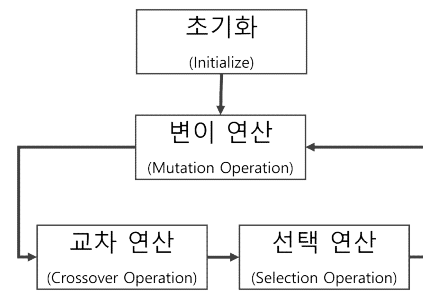 초기화
(Initialize)
변이 연산
(Mutation Operation)
교차 연산
(Crossover Operation)
선택 연산
(Selection Operation)